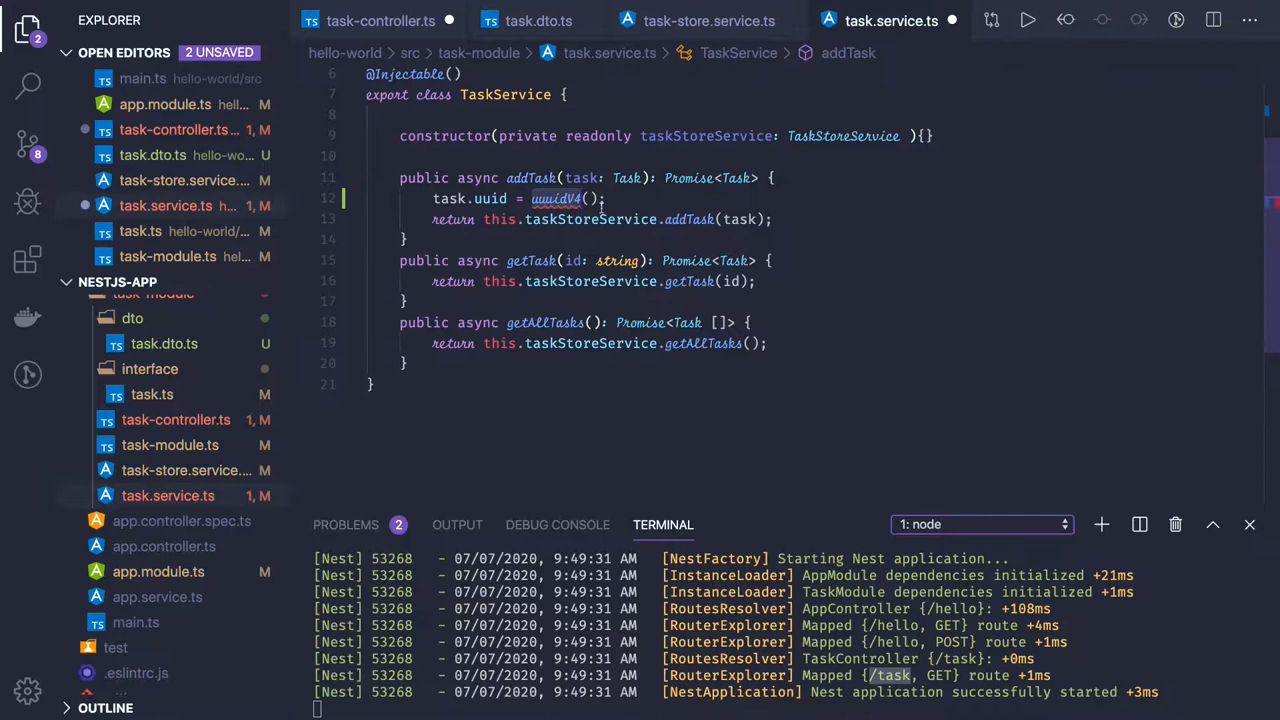 EXPLORER
task-controller.ts
task.dto.ts
task-store.service.ts
task.service.ts
2
OPEN EDITORS 2 UNSAVED
main.ts hello-world/src
app.module.ts hell... M
task-controller.ts... 1, M
task.dto.ts hello-wo... U
task-store.service.... M
task.service.ts h... 1, M
task.ts hello-world/... M
task-module.ts hel... M
8
NESTJS-APP
task-module
dto
task.dto.ts U
interface
task.ts M
task-controller.ts 1, M
task-module.ts M
task-store.service.... M
task.service.ts 1, M
app.controller.spec.ts
app.controller.ts
app.module.ts M
app.service.ts
main.ts
test
.eslintrc.js
OUTLINE
hello-world > src > task-module > task.service.ts > TaskService > addTask
6 @Injectable()
7 export class TaskService {
8
9 constructor(private readonly taskStoreService: TaskStoreService ){}
10
11 public async addTask(task: Task): Promise<Task> {
12 task.uuid = uuuidV4();
13 return this.taskStoreService.addTask(task);
14 }
15 public async getTask(id: string): Promise<Task> {
16 return this.taskStoreService.getTask(id);
17 }
18 public async getAllTasks(): Promise<Task []> {
19 return this.taskStoreService.getAllTasks();
20 }
21 }
PROBLEMS 2 OUTPUT DEBUG CONSOLE TERMINAL 1: node
[Nest] 53268 - 07/07/2020, 9:49:31 AM [NestFactory] Starting Nest application...
[Nest] 53268 - 07/07/2020, 9:49:31 AM [InstanceLoader] AppModule dependencies initialized +21ms
[Nest] 53268 - 07/07/2020, 9:49:31 AM [InstanceLoader] TaskModule dependencies initialized +1ms
[Nest] 53268 - 07/07/2020, 9:49:31 AM [RoutesResolver] AppController {/hello}: +108ms
[Nest] 53268 - 07/07/2020, 9:49:31 AM [RouterExplorer] Mapped {/hello, GET} route +4ms
[Nest] 53268 - 07/07/2020, 9:49:31 AM [RouterExplorer] Mapped {/hello, POST} route +1ms
[Nest] 53268 - 07/07/2020, 9:49:31 AM [RoutesResolver] TaskController {/task}: +0ms
[Nest] 53268 - 07/07/2020, 9:49:31 AM [RouterExplorer] Mapped {/task, GET} route +1ms
[Nest] 53268 - 07/07/2020, 9:49:31 AM [NestApplication] Nest application successfully started +3ms